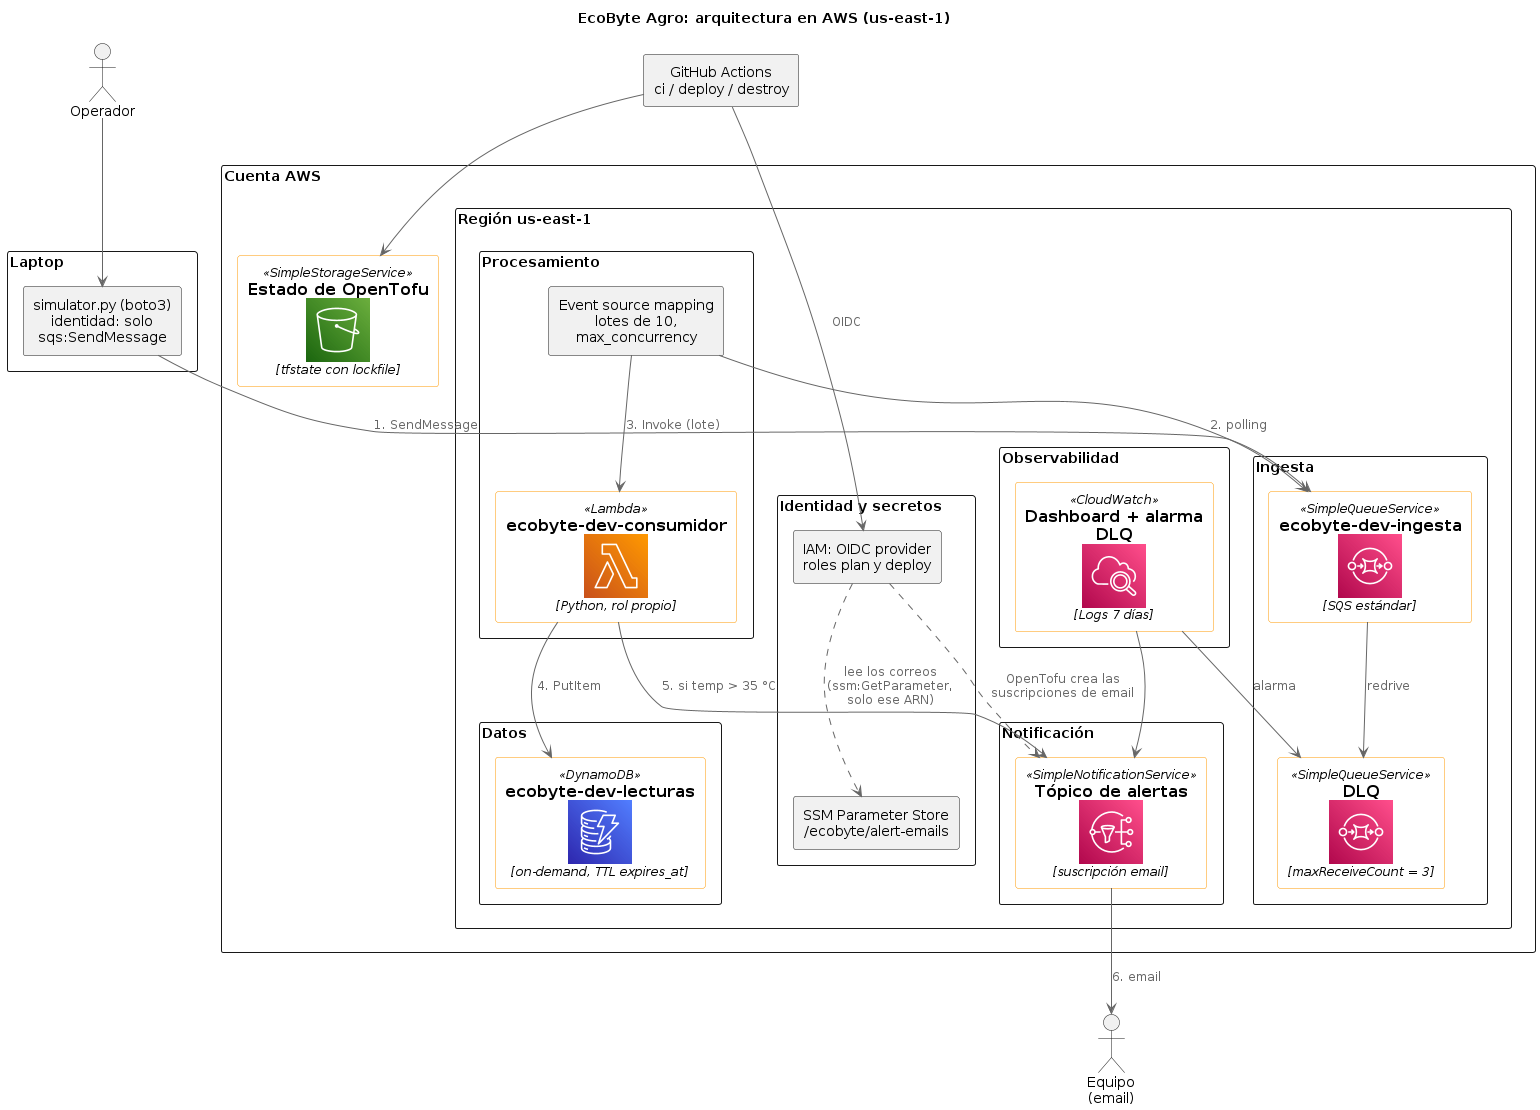 EcoByte Agro: arquitectura en AWS (us-east-1)
Operador
GitHub Actions
ci / deploy / destroy
Cuenta AWS
Región us-east-1
Laptop
simulator.py (boto3)
identidad: solo
sqs:SendMessage
«SimpleStorageService»
Estado de OpenTofu
[tfstate con lockfile]
Procesamiento
Event source mapping
lotes de 10,
max_concurrency
OIDC
1. SendMessage
3. Invoke (lote)
2. polling
«Lambda»
ecobyte-dev-consumidor
[Python, rol propio]
Identidad y secretos
IAM: OIDC provider
roles plan y deploy
Observabilidad
«CloudWatch»
Dashboard + alarma
DLQ
[Logs 7 días]
Ingesta
«SimpleQueueService»
ecobyte-dev-ingesta
[SQS estándar]
4. PutItem
5. si temp > 35 °C
lee los correos
(ssm:GetParameter,
solo ese ARN)
OpenTofu crea las
suscripciones de email
alarma
redrive
Datos
«DynamoDB»
ecobyte-dev-lecturas
[on-demand, TTL expires_at]
SSM Parameter Store
/ecobyte/alert-emails
Notificación
«SimpleNotificationService»
Tópico de alertas
[suscripción email]
«SimpleQueueService»
DLQ
[maxReceiveCount = 3]
6. email
Equipo
(email)